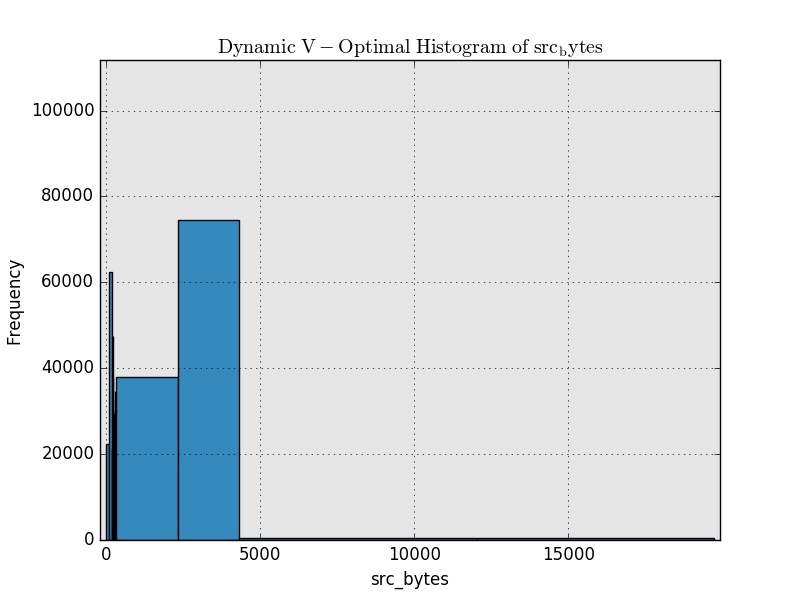 Dynamic V − Optimal Histogram of src_bytes
100000
80000
60000
40000
20000
0
Frequency
0 5000 10000 15000
src_bytes